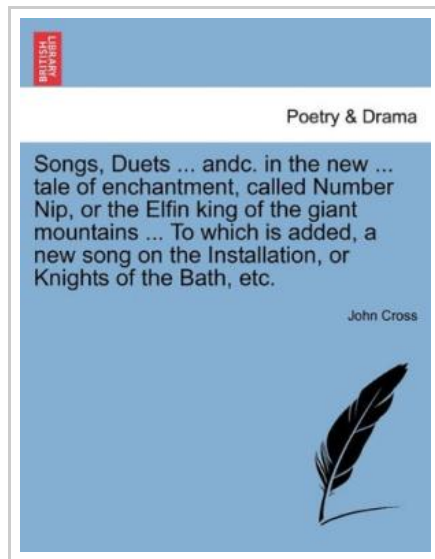 BRITISH
LIBRARY
Poetry & Drama
Songs, Duets ... andc. in the new ...
tale of enchantment, called Number
Nip, or the Elfin king of the giant
mountains ... To which is added, a
new song on the Installation, or
Knights of the Bath, etc.
John Cross